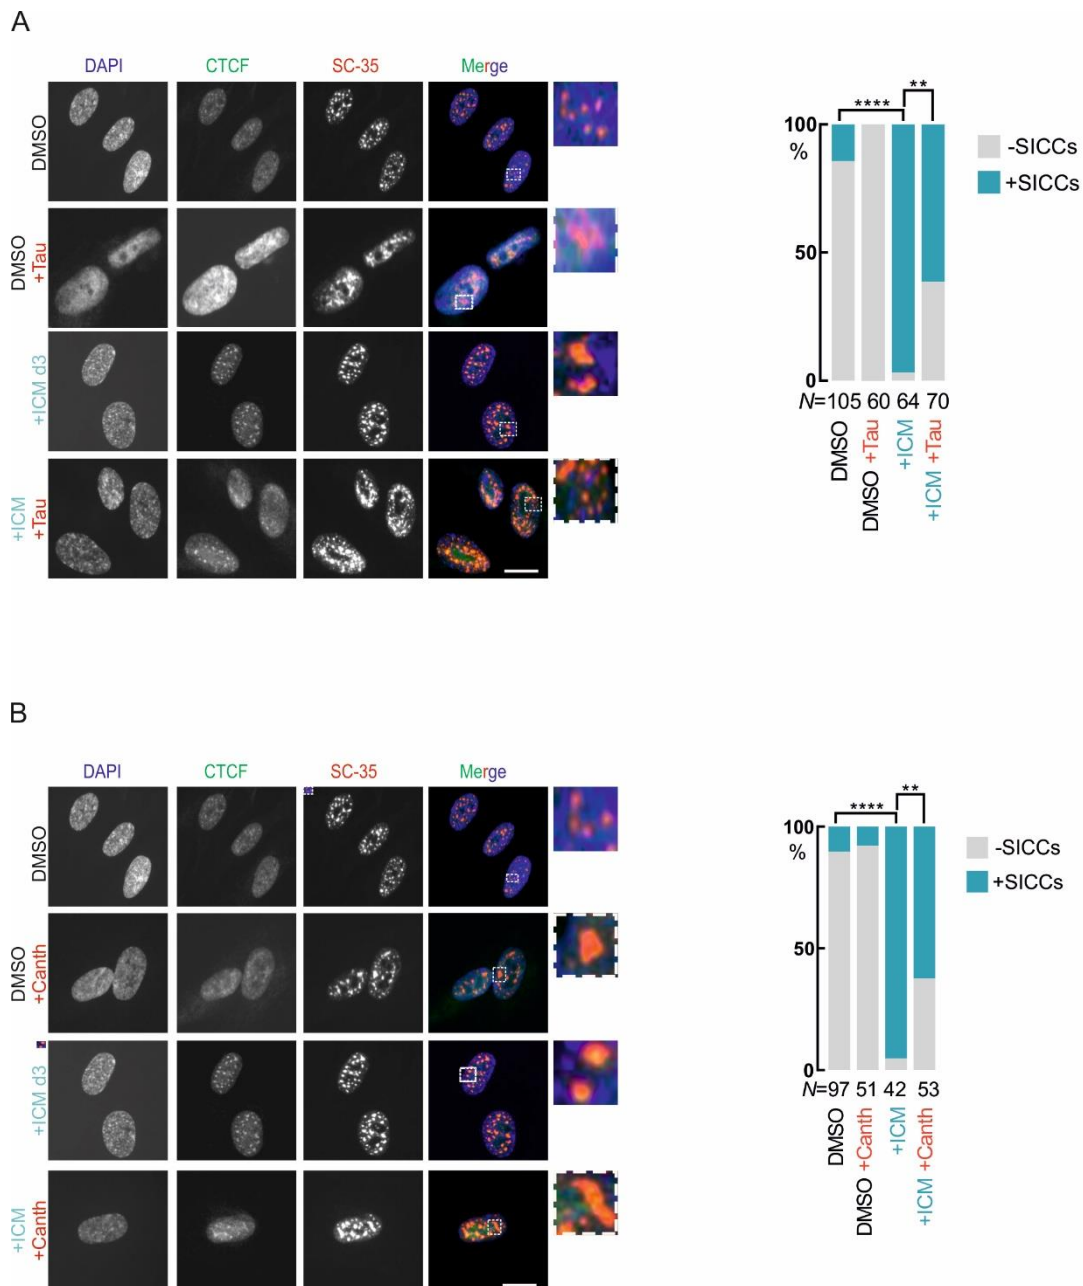 A
DAPI CTCF SC-35 Merge
DMSO
DMSO
+Tau
+ICM d3
+ICM
+Tau
**** **
100
%
50
0
-SICCs
+SICCs
N=105 60 64 70
DMSO
DMSO +Tau
+ICM
+ICM +Tau
B
DAPI CTCF SC-35 Merge
DMSO
DMSO
+Canth
+ICM d3
+ICM
+Canth
**** **
100
%
50
0
-SICCs
+SICCs
N=97 51 42 53
DMSO
DMSO +Canth
+ICM
+ICM +Canth